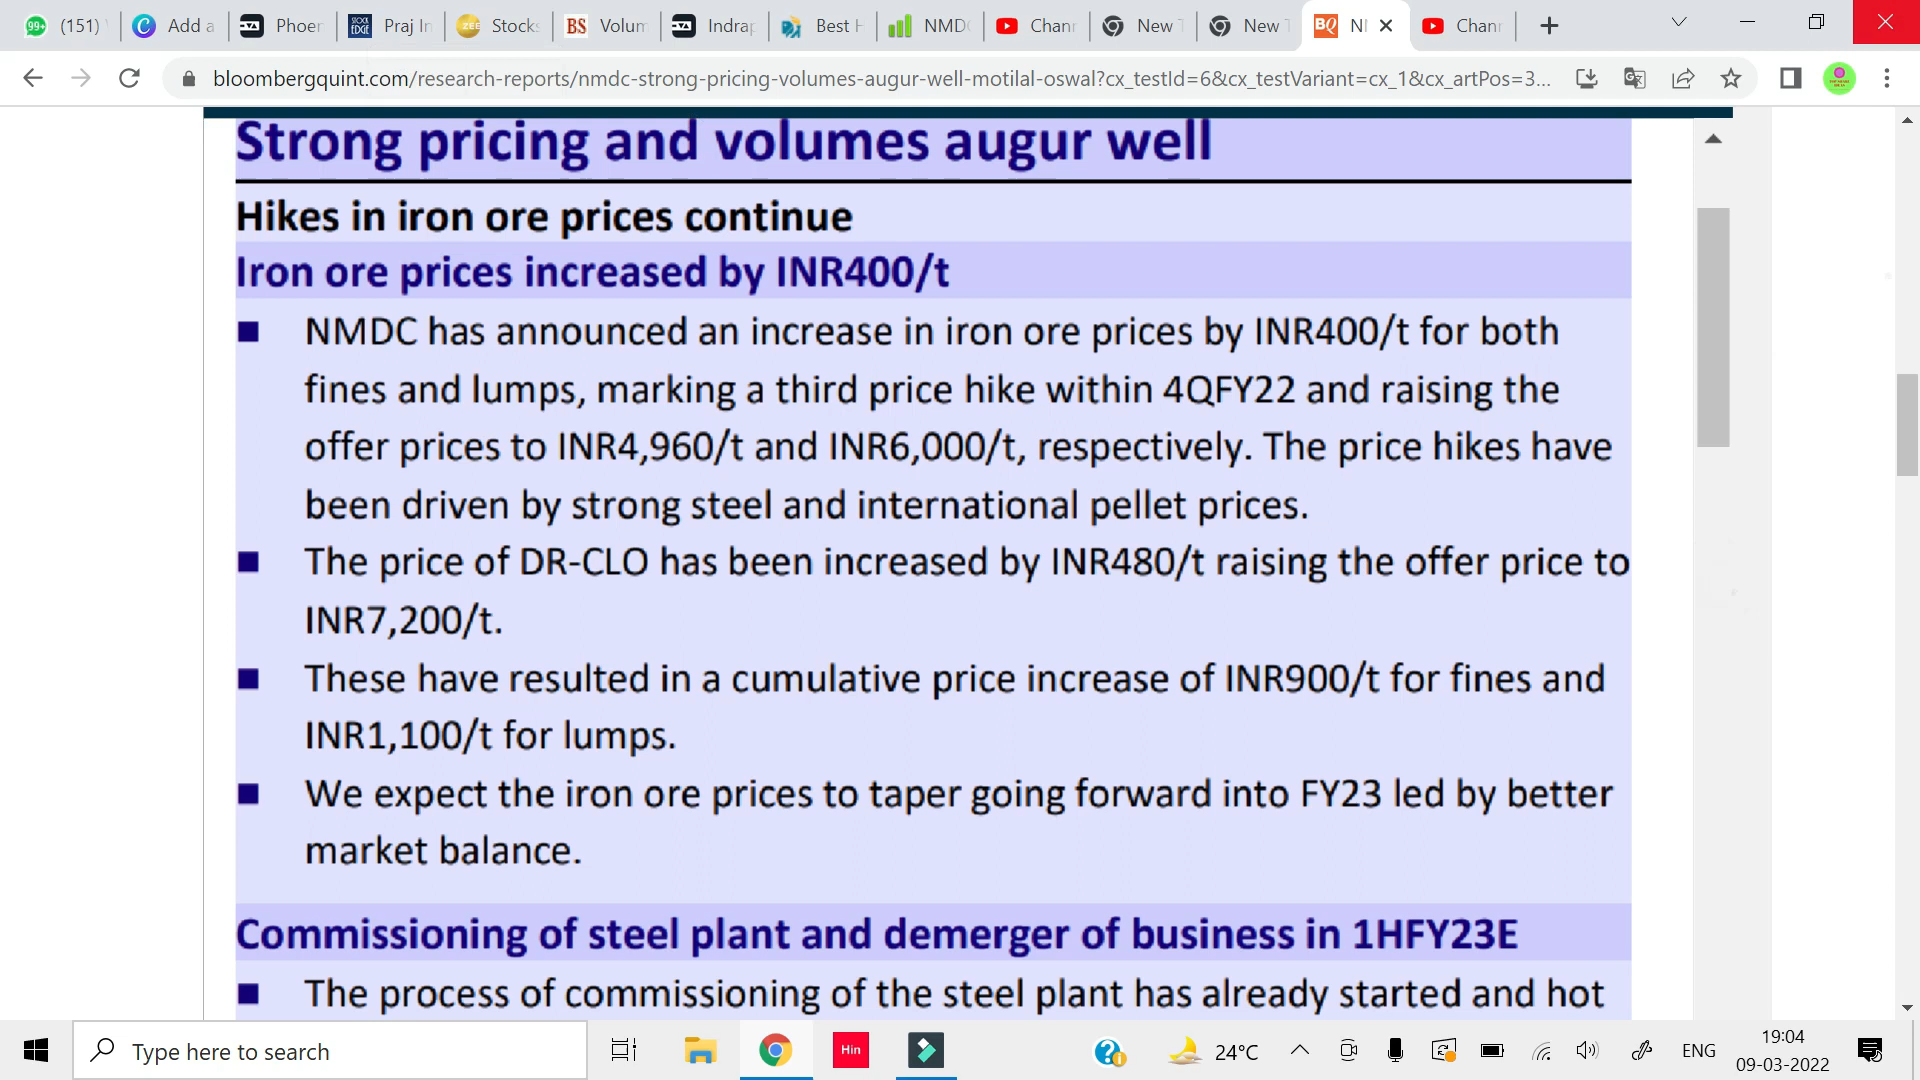 (151)
Add a
Phoer
Praj In
Stocks
BS Volum
Indrap
Best H
NMDC
Chanr
New T
New T
BQ NI
Chanr
bloombergquint.com/research-reports/nmdc-strong-pricing-volumes-augur-well-motilal-oswal?cx_testId=6&cx_testVariant=cx_1&cx_artPos=3...
Strong pricing and volumes augur well
Hikes in iron ore prices continue
Iron ore prices increased by INR400/t
NMDC has announced an increase in iron ore prices by INR400/t for both
fines and lumps, marking a third price hike within 4QFY22 and raising the
offer prices to INR4,960/t and INR6,000/t, respectively. The price hikes have
been driven by strong steel and international pellet prices.
The price of DR-CLO has been increased by INR480/t raising the offer price to
INR7,200/t.
These have resulted in a cumulative price increase of INR900/t for fines and
INR1,100/t for lumps.
We expect the iron ore prices to taper going forward into FY23 led by better
market balance.
Commissioning of steel plant and demerger of business in 1HFY23E
The process of commissioning of the steel plant has already started and hot
Type here to search
Hin
24°C
ENG
19:04
09-03-2022